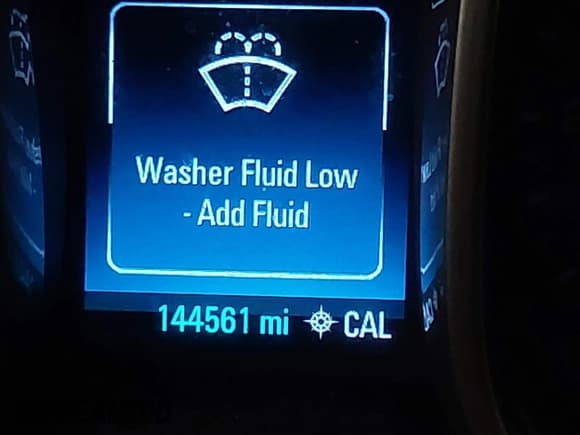 Washer Fluid Low
- Add Fluid
144561 mi CAL